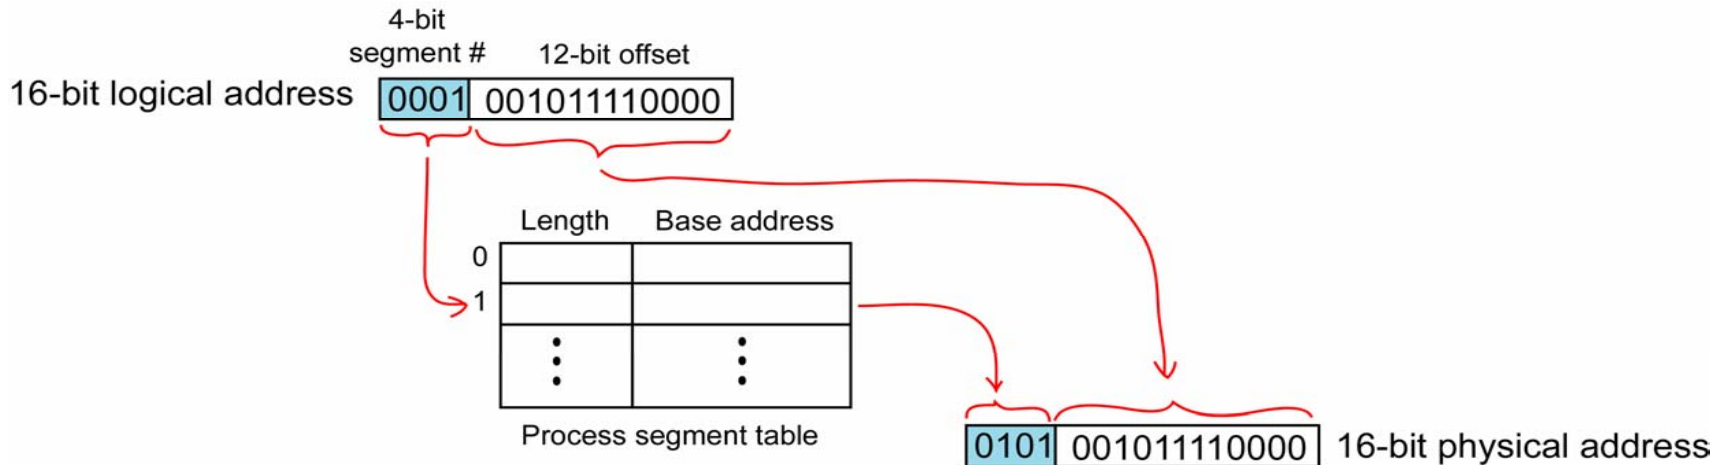 4-bit
segment # 12-bit offset
16-bit logical address 0001 001011110000
Length Base address
0
1
Process segment table
0101 001011110000 16-bit physical address